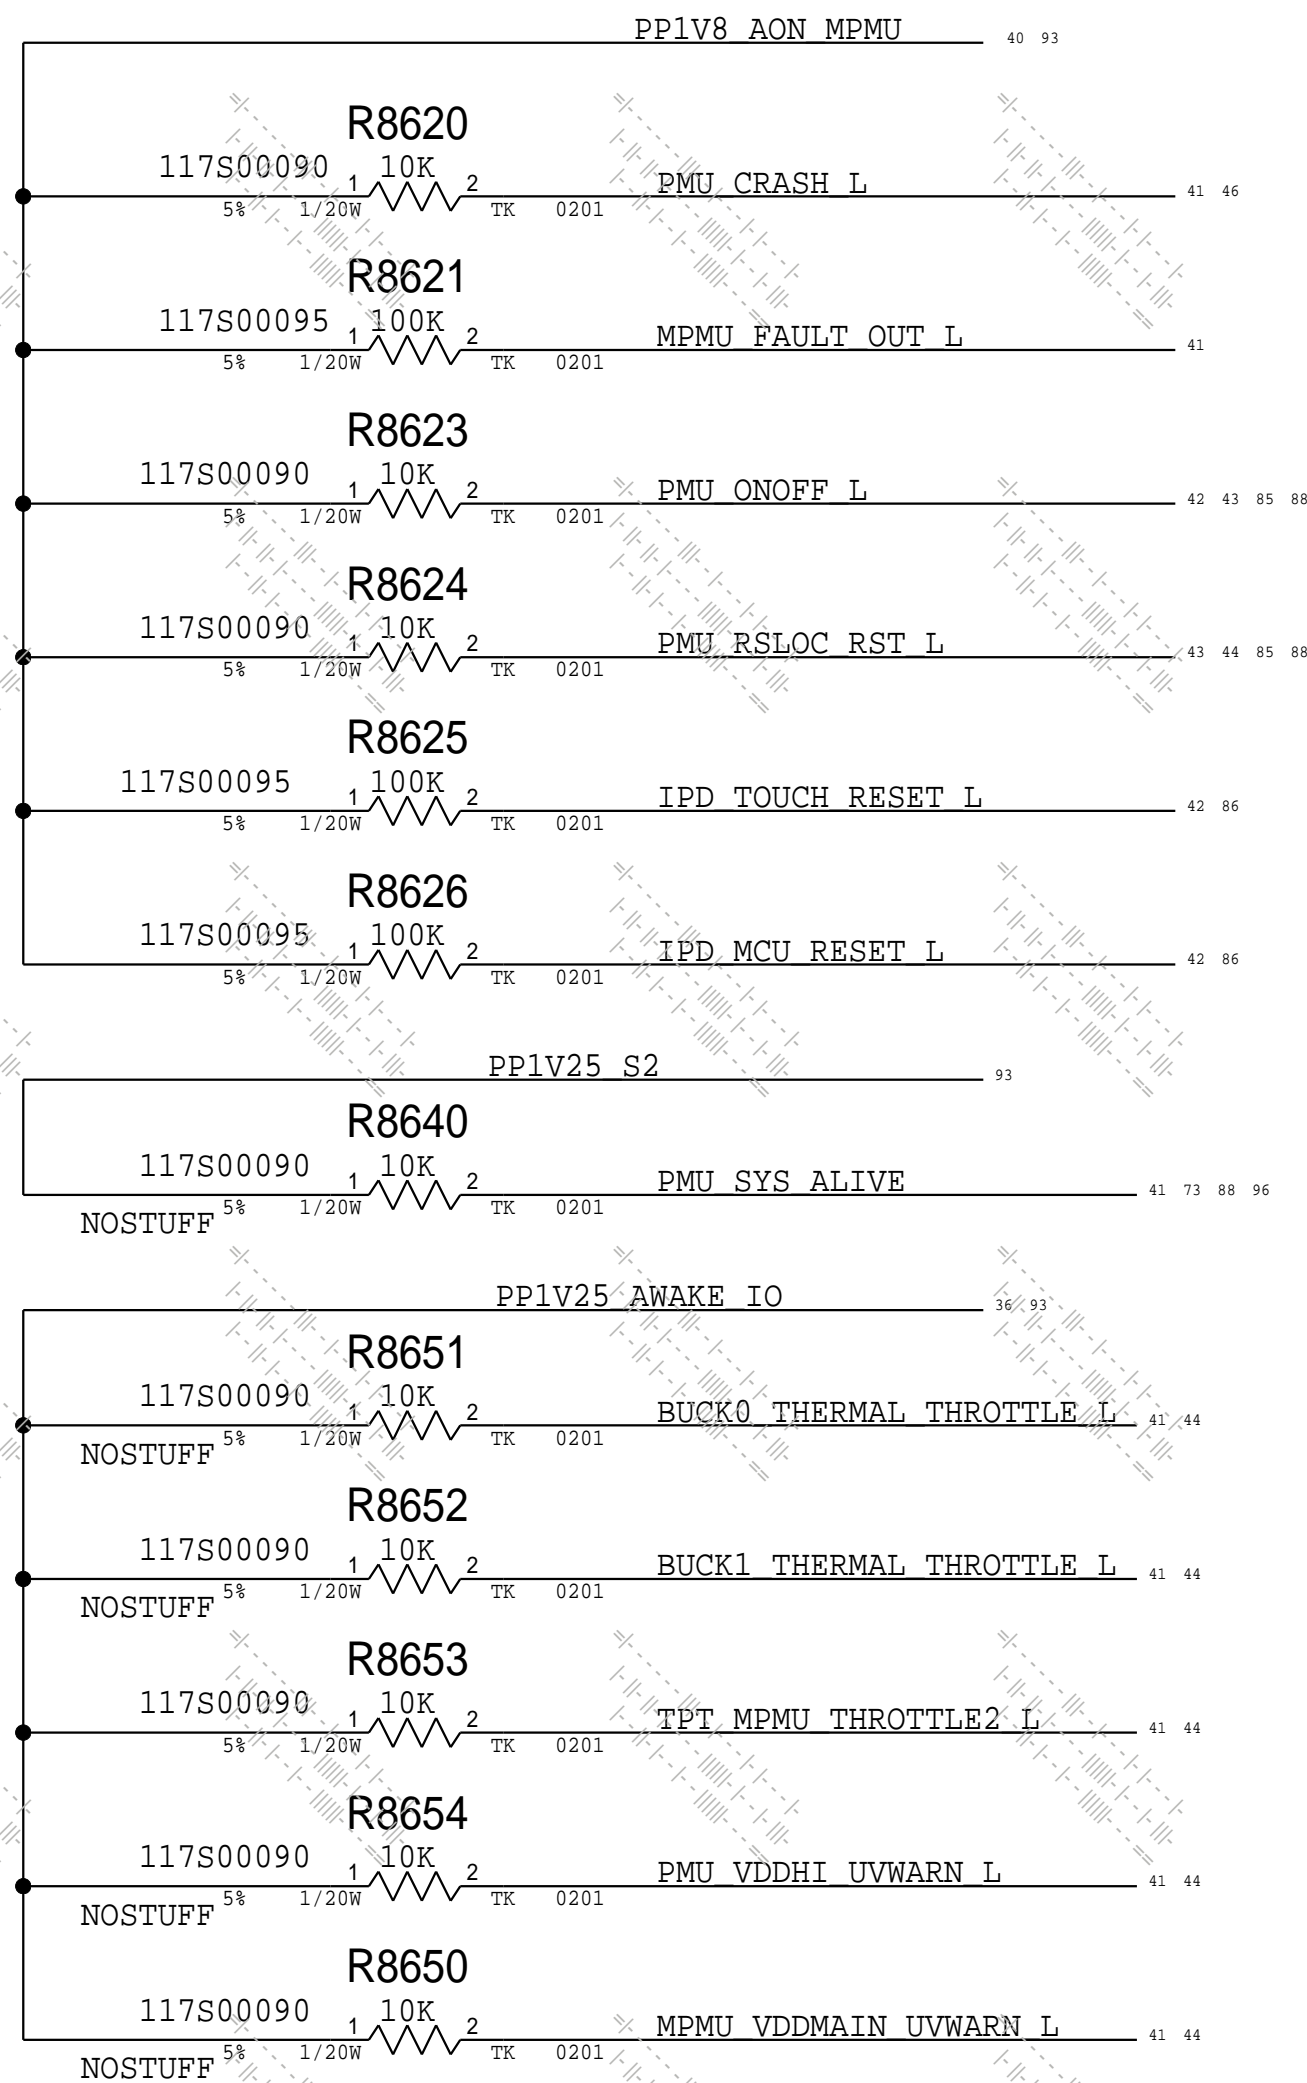 PP1V8_AON_MPMU 40 93
R8620
117S00090 1 10K 2 PMU_CRASH_L 41 46
5% 1/20W TK 0201
R8621
117S00095 1 100K 2 MPMU_FAULT_OUT_L 41
5% 1/20W TK 0201
R8623
117S00090 1 10K 2 PMU_ONOFF_L 42 43 85 88
5% 1/20W TK 0201
R8624
117S00090 1 10K 2 PMU_RSLOC_RST_L 43 44 85 88
5% 1/20W TK 0201
R8625
117S00095 1 100K 2 IPD_TOUCH_RESET_L 42 86
5% 1/20W TK 0201
R8626
117S00095 1 100K 2 IPD_MCU_RESET_L 42 86
5% 1/20W TK 0201
PP1V25_S2 93
R8640
117S00090 1 10K 2 PMU_SYS_ALIVE 41 73 88 96
NOSTUFF 5% 1/20W TK 0201
PP1V25_AWAKE_IO 36 93
R8651
117S00090 1 10K 2 BUCK0_THERMAL_THROTTLE_L 41 44
NOSTUFF 5% 1/20W TK 0201
R8652
117S00090 1 10K 2 BUCK1_THERMAL_THROTTLE_L 41 44
NOSTUFF 5% 1/20W TK 0201
R8653
117S00090 1 10K 2 TPT_MPMU_THROTTLE2_L 41 44
5% 1/20W TK 0201
R8654
117S00090 1 10K 2 PMU_VDDHI_UVWARN_L 41 44
NOSTUFF 5% 1/20W TK 0201
R8650
117S00090 1 10K 2 MPMU_VDDMAIN_UVWARN_L 41 44
NOSTUFF 5% 1/20W TK 0201